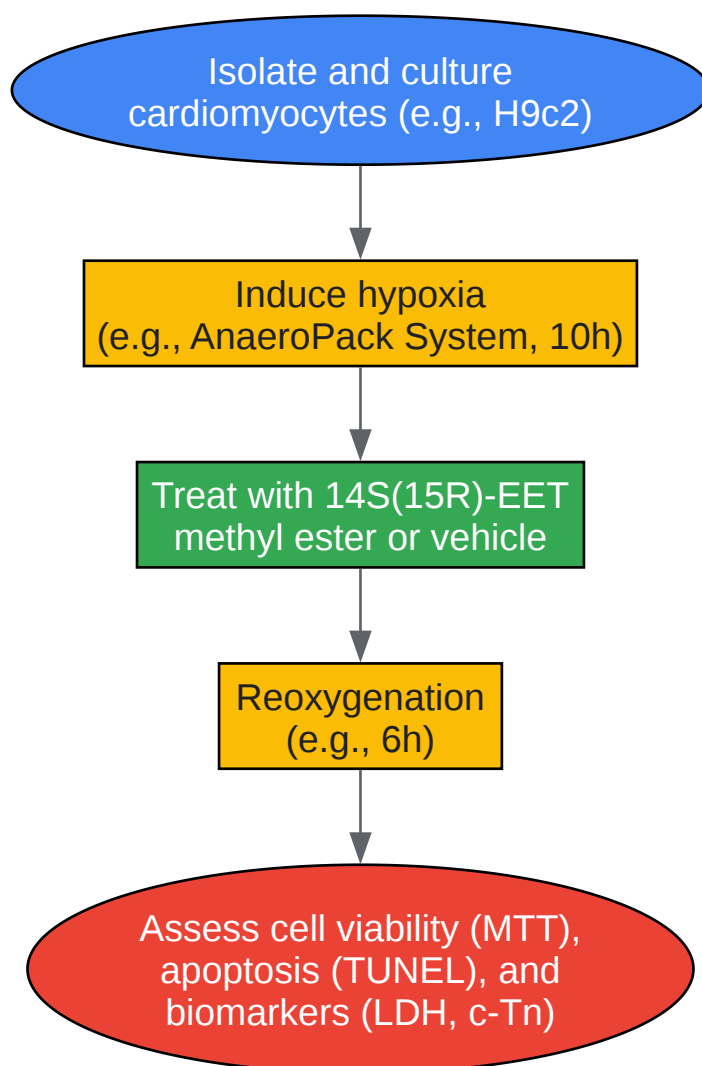 Isolate and culture
cardiomyocytes (e.g., H9c2)
Induce hypoxia
(e.g., AnaeroPack System, 10h)
Treat with 14S(15R)-EET
methyl ester or vehicle
Reoxygenation
(e.g., 6h)
Assess cell viability (MTT),
apoptosis (TUNEL), and
biomarkers (LDH, c-Tn)